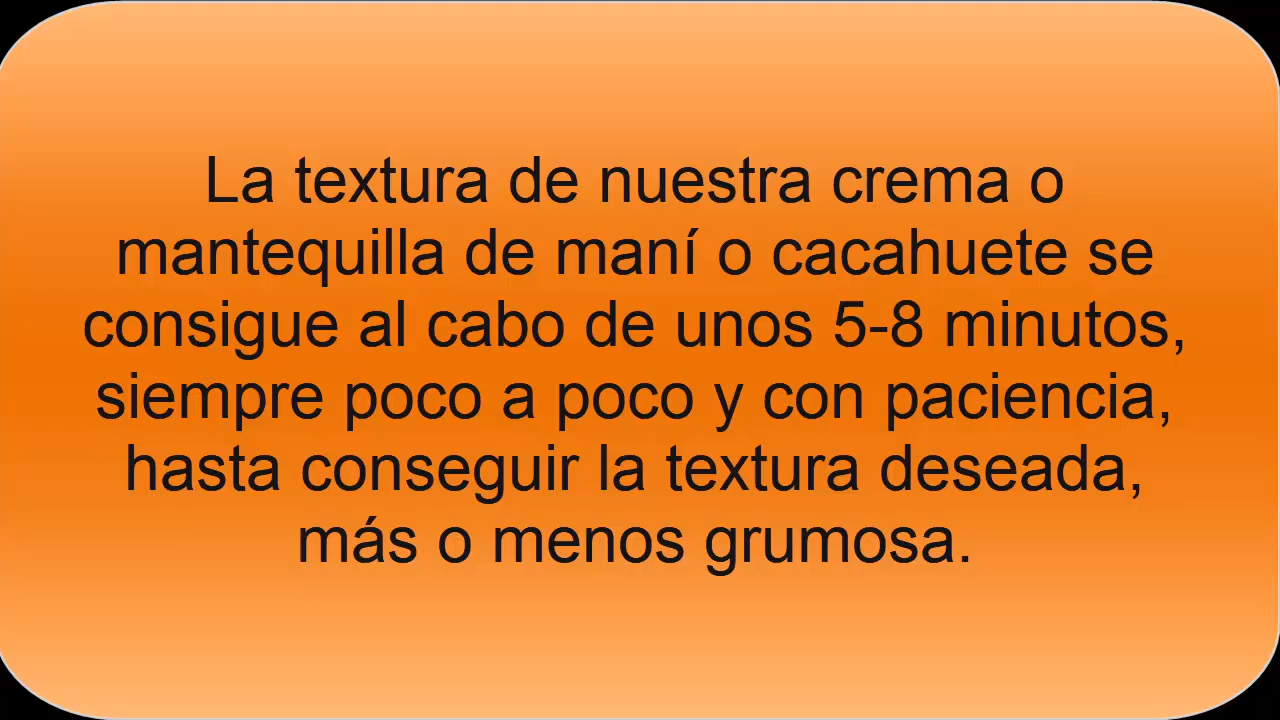 La textura de nuestra crema o
mantequilla de maní o cacahuete se
consigue al cabo de unos 5-8 minutos,
siempre poco a poco y con paciencia,
hasta conseguir la textura deseada,
más o menos grumosa.